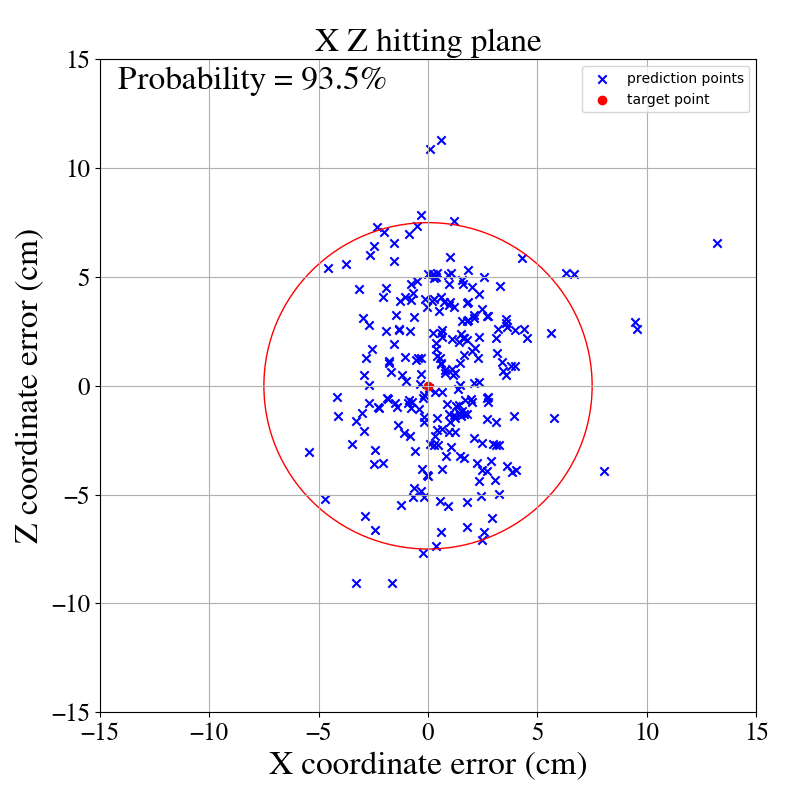 X Z hitting plane
Probability = 93.5%
prediction points
target point
Z coordinate error (cm)
15
10
5
0
−5
−10
−15
−15 −10 −5 0 5 10 15
X coordinate error (cm)